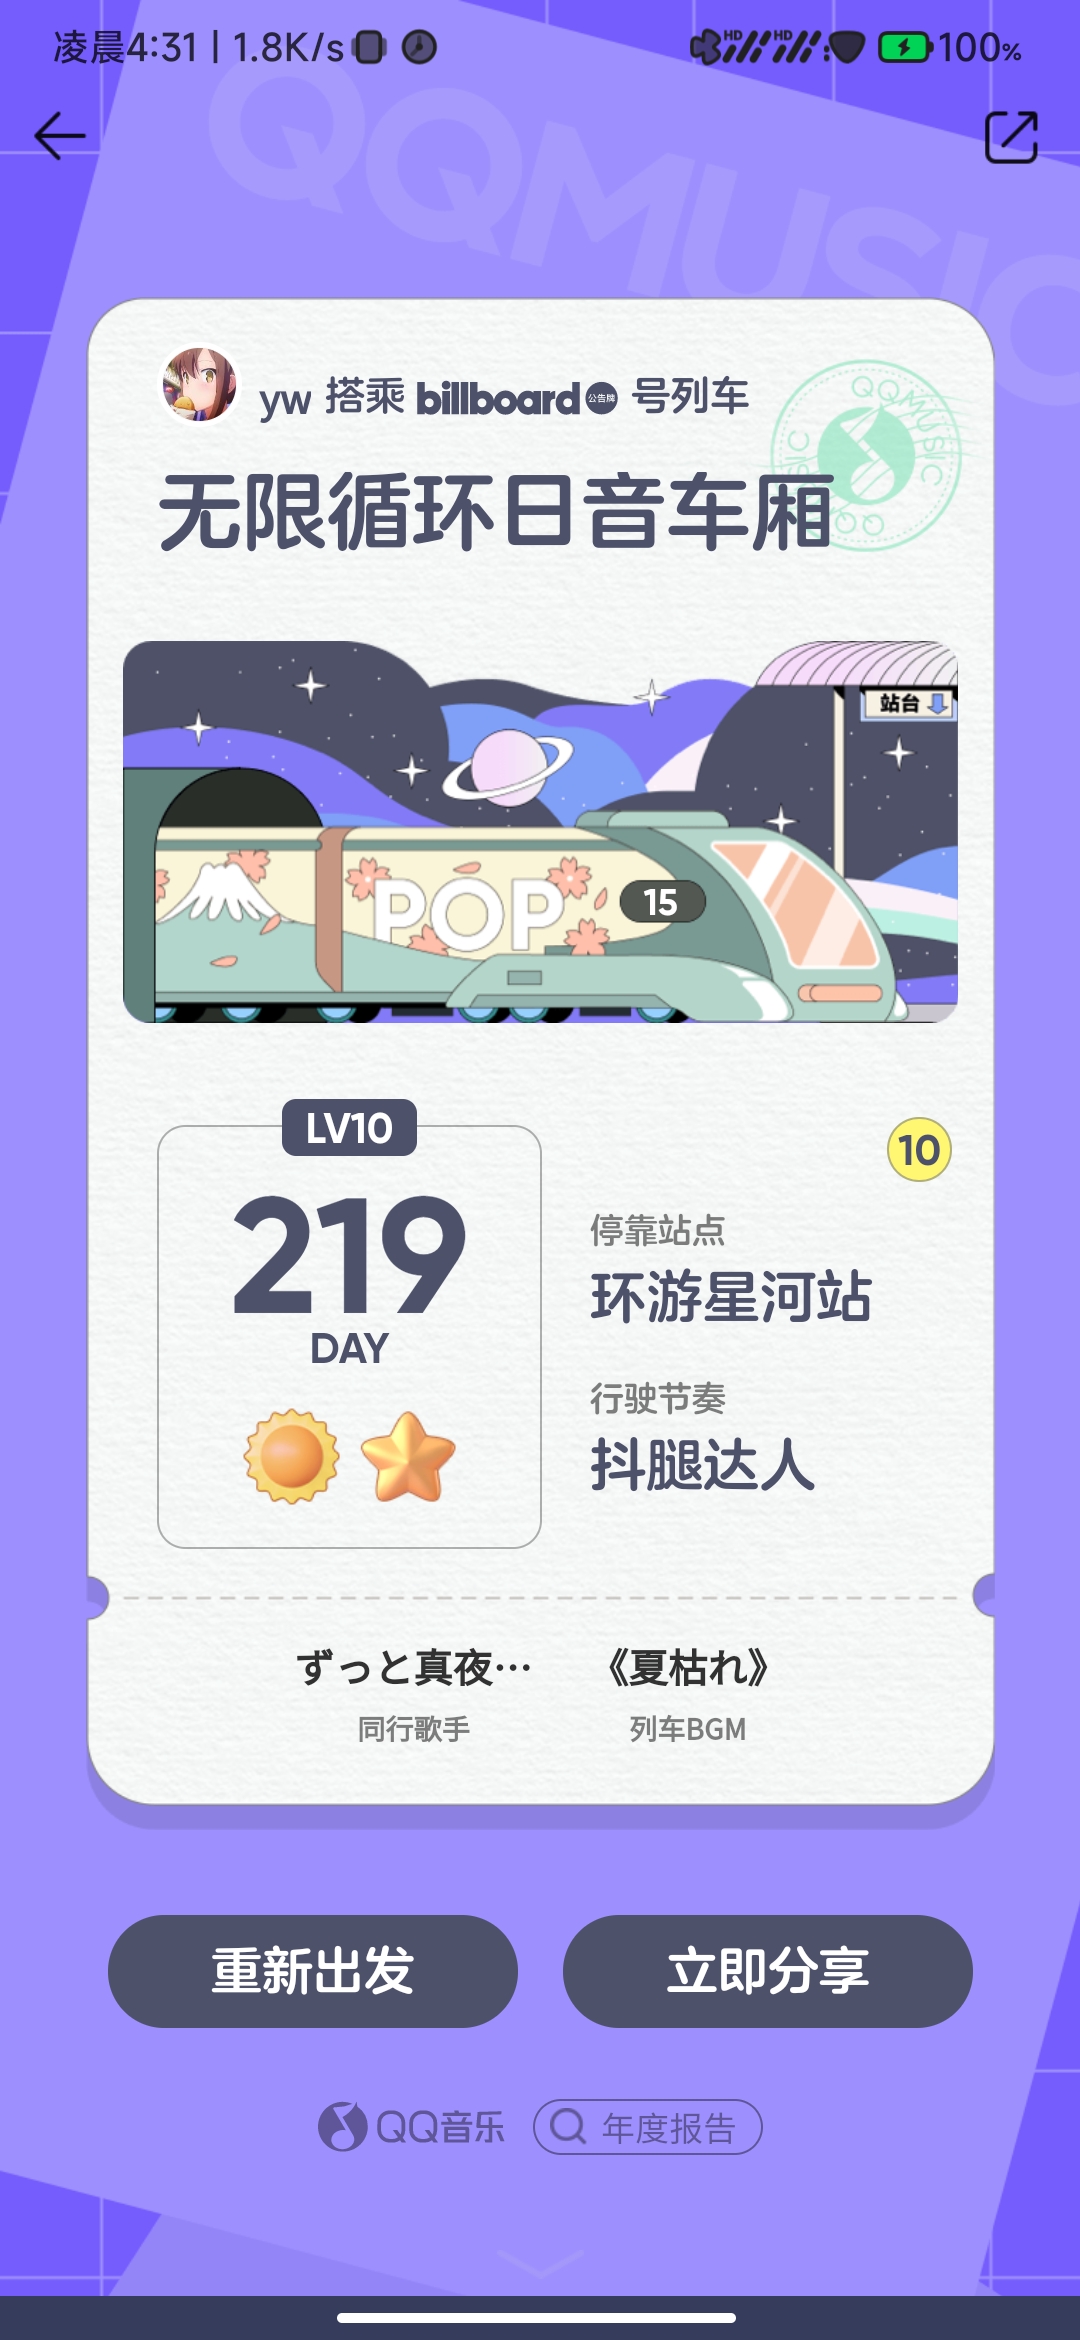 凌晨4:31 | 1.8K/s
HD HD 100%
QQMUSIC
yw 搭乘 billboard 公告牌 号列车
QQMUSIC
无限循环日音车厢
站台
POP
15
LV10
219
DAY
10
停靠站点
环游星河站
行驶节奏
抖腿达人
ずっと真夜… 《夏枯れ》
同行歌手 列车BGM
重新出发 立即分享
QQ音乐 年度报告